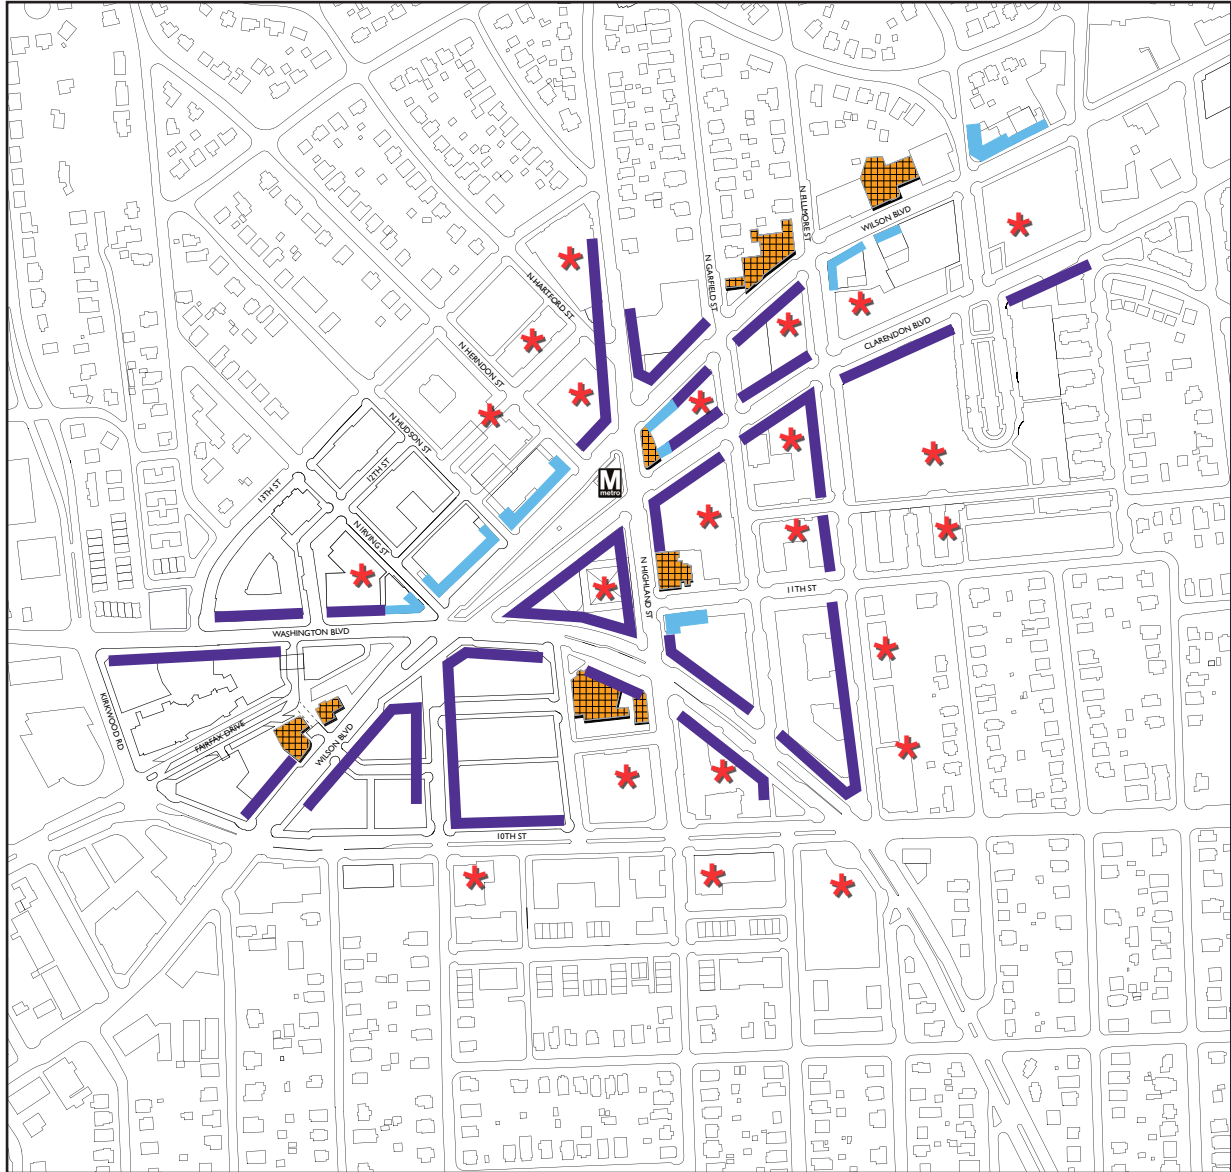 N FILLMORE ST
WILSON BLVD
N GARFIELD ST
N HARTFORD ST
CLARENDON BLVD
N HERNDON ST
N HUDSON ST
12TH ST
13TH ST
M
metro
N IRVING ST
N HIGHLAND ST
11TH ST
WASHINGTON BLVD
KIRKWOOD RD
FAIRFAX DRIVE
WILSON BLVD
10TH ST